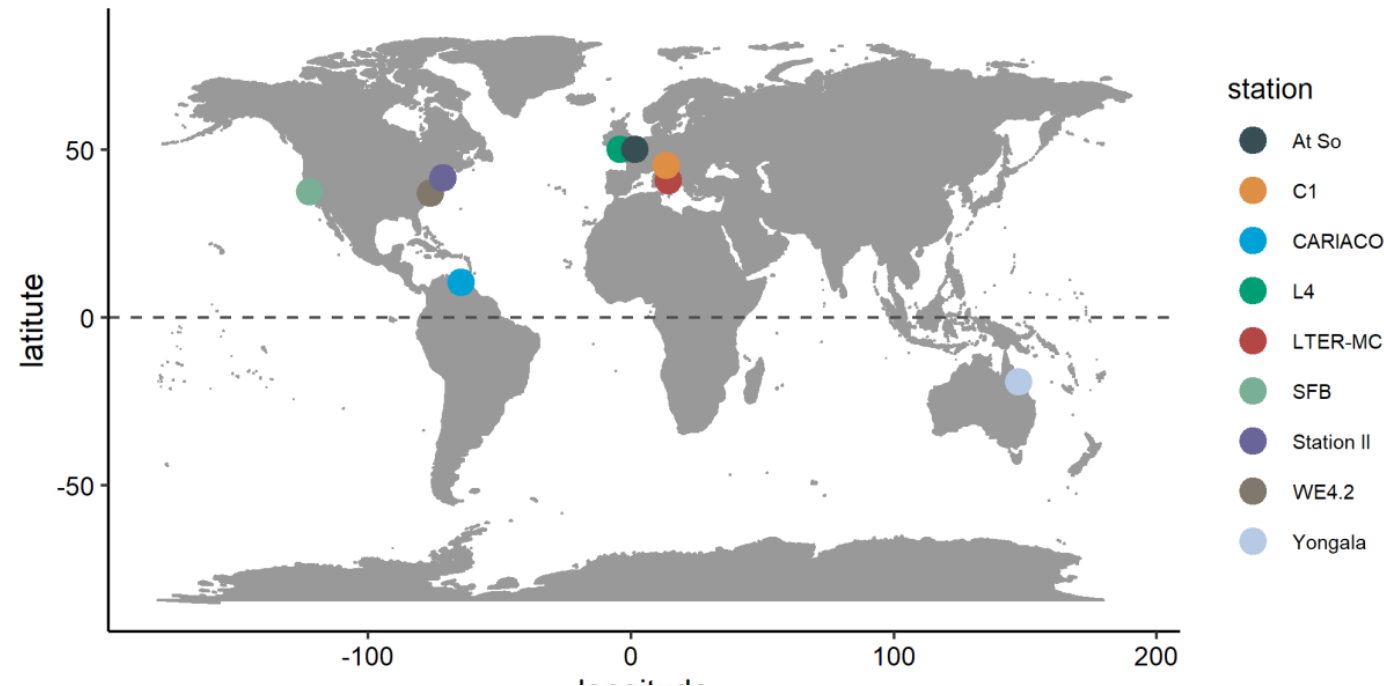 station
At So
C1
CARIACO
L4
LTER-MC
SFB
Station II
WE4.2
Yongala
latitute
50
0
-50
-100
0
100
200
longitude